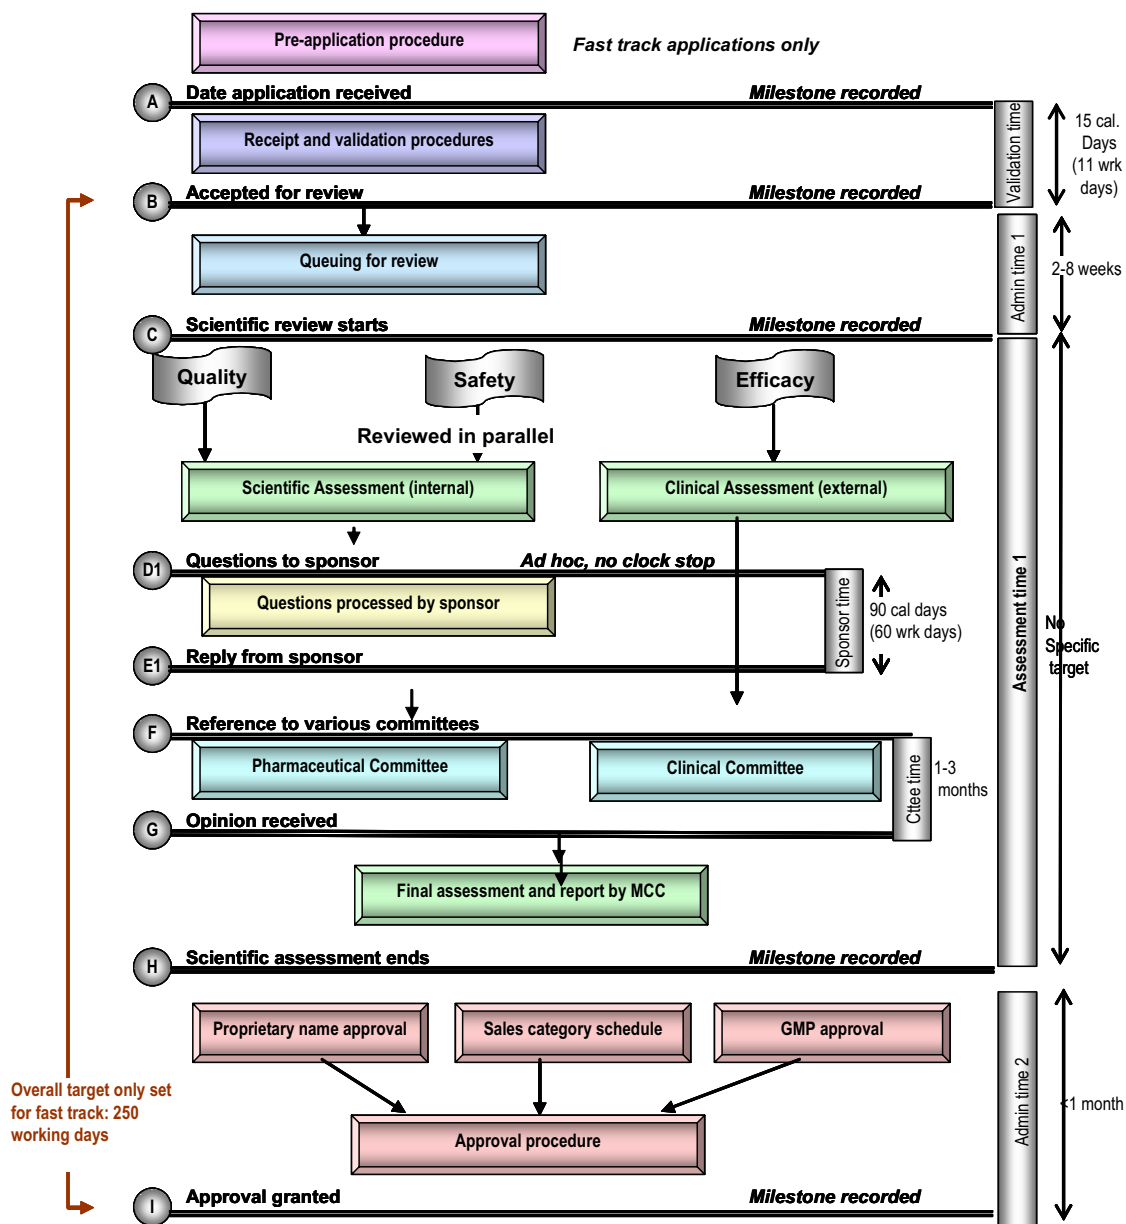 Pre-application procedure
Fast track applications only
A
Date application received
Milestone recorded
Receipt and validation procedures
Validation time
15 cal.
Days
(11 wrk
days)
B
Accepted for review
Milestone recorded
Queuing for review
Admin time 1
2-8 weeks
C
Scientific review starts
Milestone recorded
Quality
Safety
Efficacy
Reviewed in parallel
Scientific Assessment (internal)
Clinical Assessment (external)
D1
Questions to sponsor
Ad hoc, no clock stop
Questions processed by sponsor
Sponsor time
90 cal days
(60 wrk days)
Assessment time 1
No
Specific
target
E1
Reply from sponsor
F
Reference to various committees
Pharmaceutical Committee
Clinical Committee
Cttee time
1-3
months
G
Opinion received
Final assessment and report by MCC
H
Scientific assessment ends
Milestone recorded
Proprietary name approval
Sales category schedule
GMP approval
Admin time 2
<1 month
Overall target only set
for fast track: 250
working days
Approval procedure
I
Approval granted
Milestone recorded